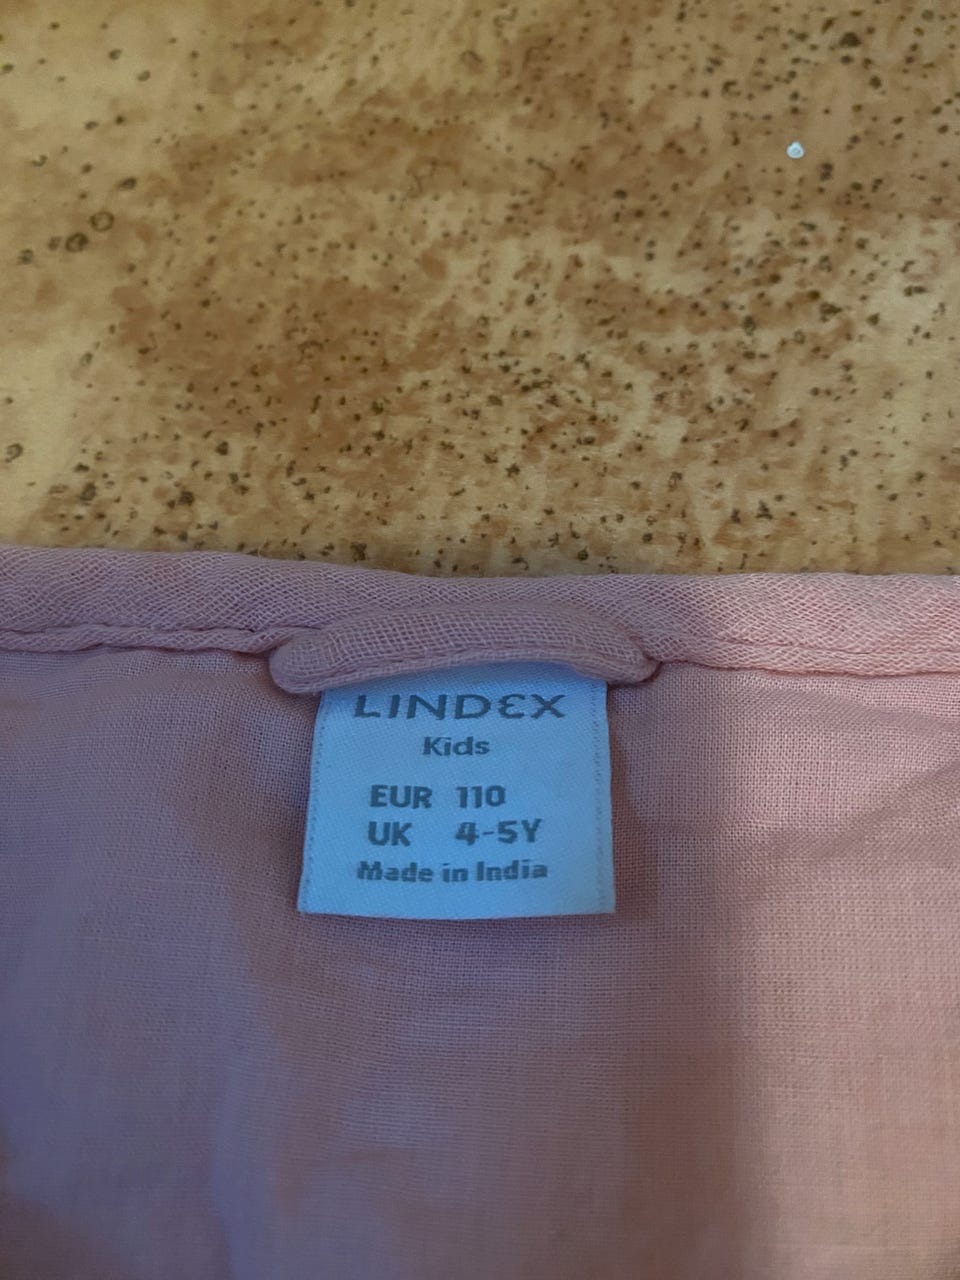 LINDEX
Kids
EUR 110
UK 4-5Y
Made in India